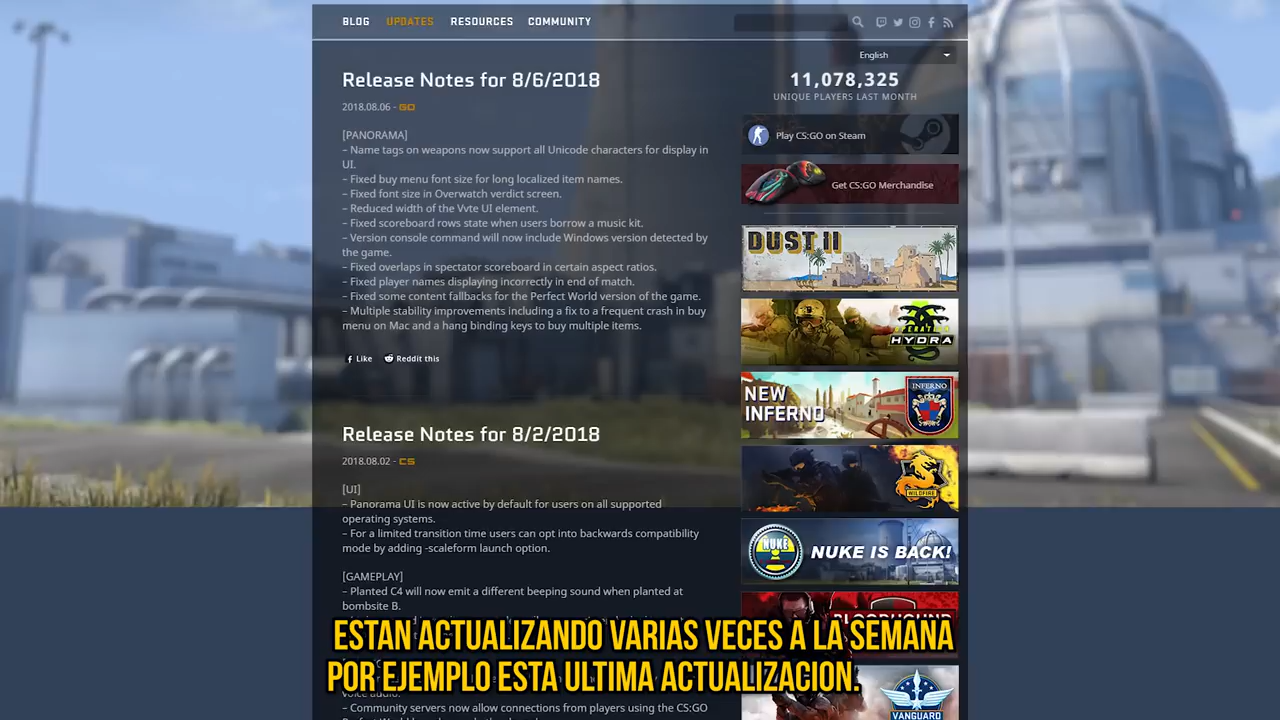 BLOG UPDATES RESOURCES COMMUNITY
English
11,078,325
UNIQUE PLAYERS LAST MONTH
Play CS:GO on Steam
Get CS:GO Merchandise
DUST II
OPERATION
HYDRA
NEW
INFERNO
INFERNO
WILDFIRE
NUKE
NUKE IS BACK!
BLOODHOUND
VANGUARD
Release Notes for 8/6/2018
2018.08.06 - GO
[PANORAMA]
– Name tags on weapons now support all Unicode characters for display in
UI.
– Fixed buy menu font size for long localized item names.
– Fixed font size in Overwatch verdict screen.
– Reduced width of the Vvte UI element.
– Fixed scoreboard rows state when users borrow a music kit.
– Version console command will now include Windows version detected by
the game.
– Fixed overlaps in spectator scoreboard in certain aspect ratios.
– Fixed player names displaying incorrectly in end of match.
– Fixed some content fallbacks for the Perfect World version of the game.
– Multiple stability improvements including a fix to a frequent crash in buy
menu on Mac and a hang binding keys to buy multiple items.
Like Reddit this
Release Notes for 8/2/2018
2018.08.02 - CS
[UI]
– Panorama UI is now active by default for users on all supported
operating systems.
– For a limited transition time users can opt into backwards compatibility
mode by adding -scaleform launch option.
[GAMEPLAY]
– Planted C4 will now emit a different beeping sound when planted at
bombsite B.
ESTAN ACTUALIZANDO VARIAS VECES A LA SEMANA
POR EJEMPLO ESTA ULTIMA ACTUALIZACION.
voice audio.
– Community servers now allow connections from players using the CS:GO